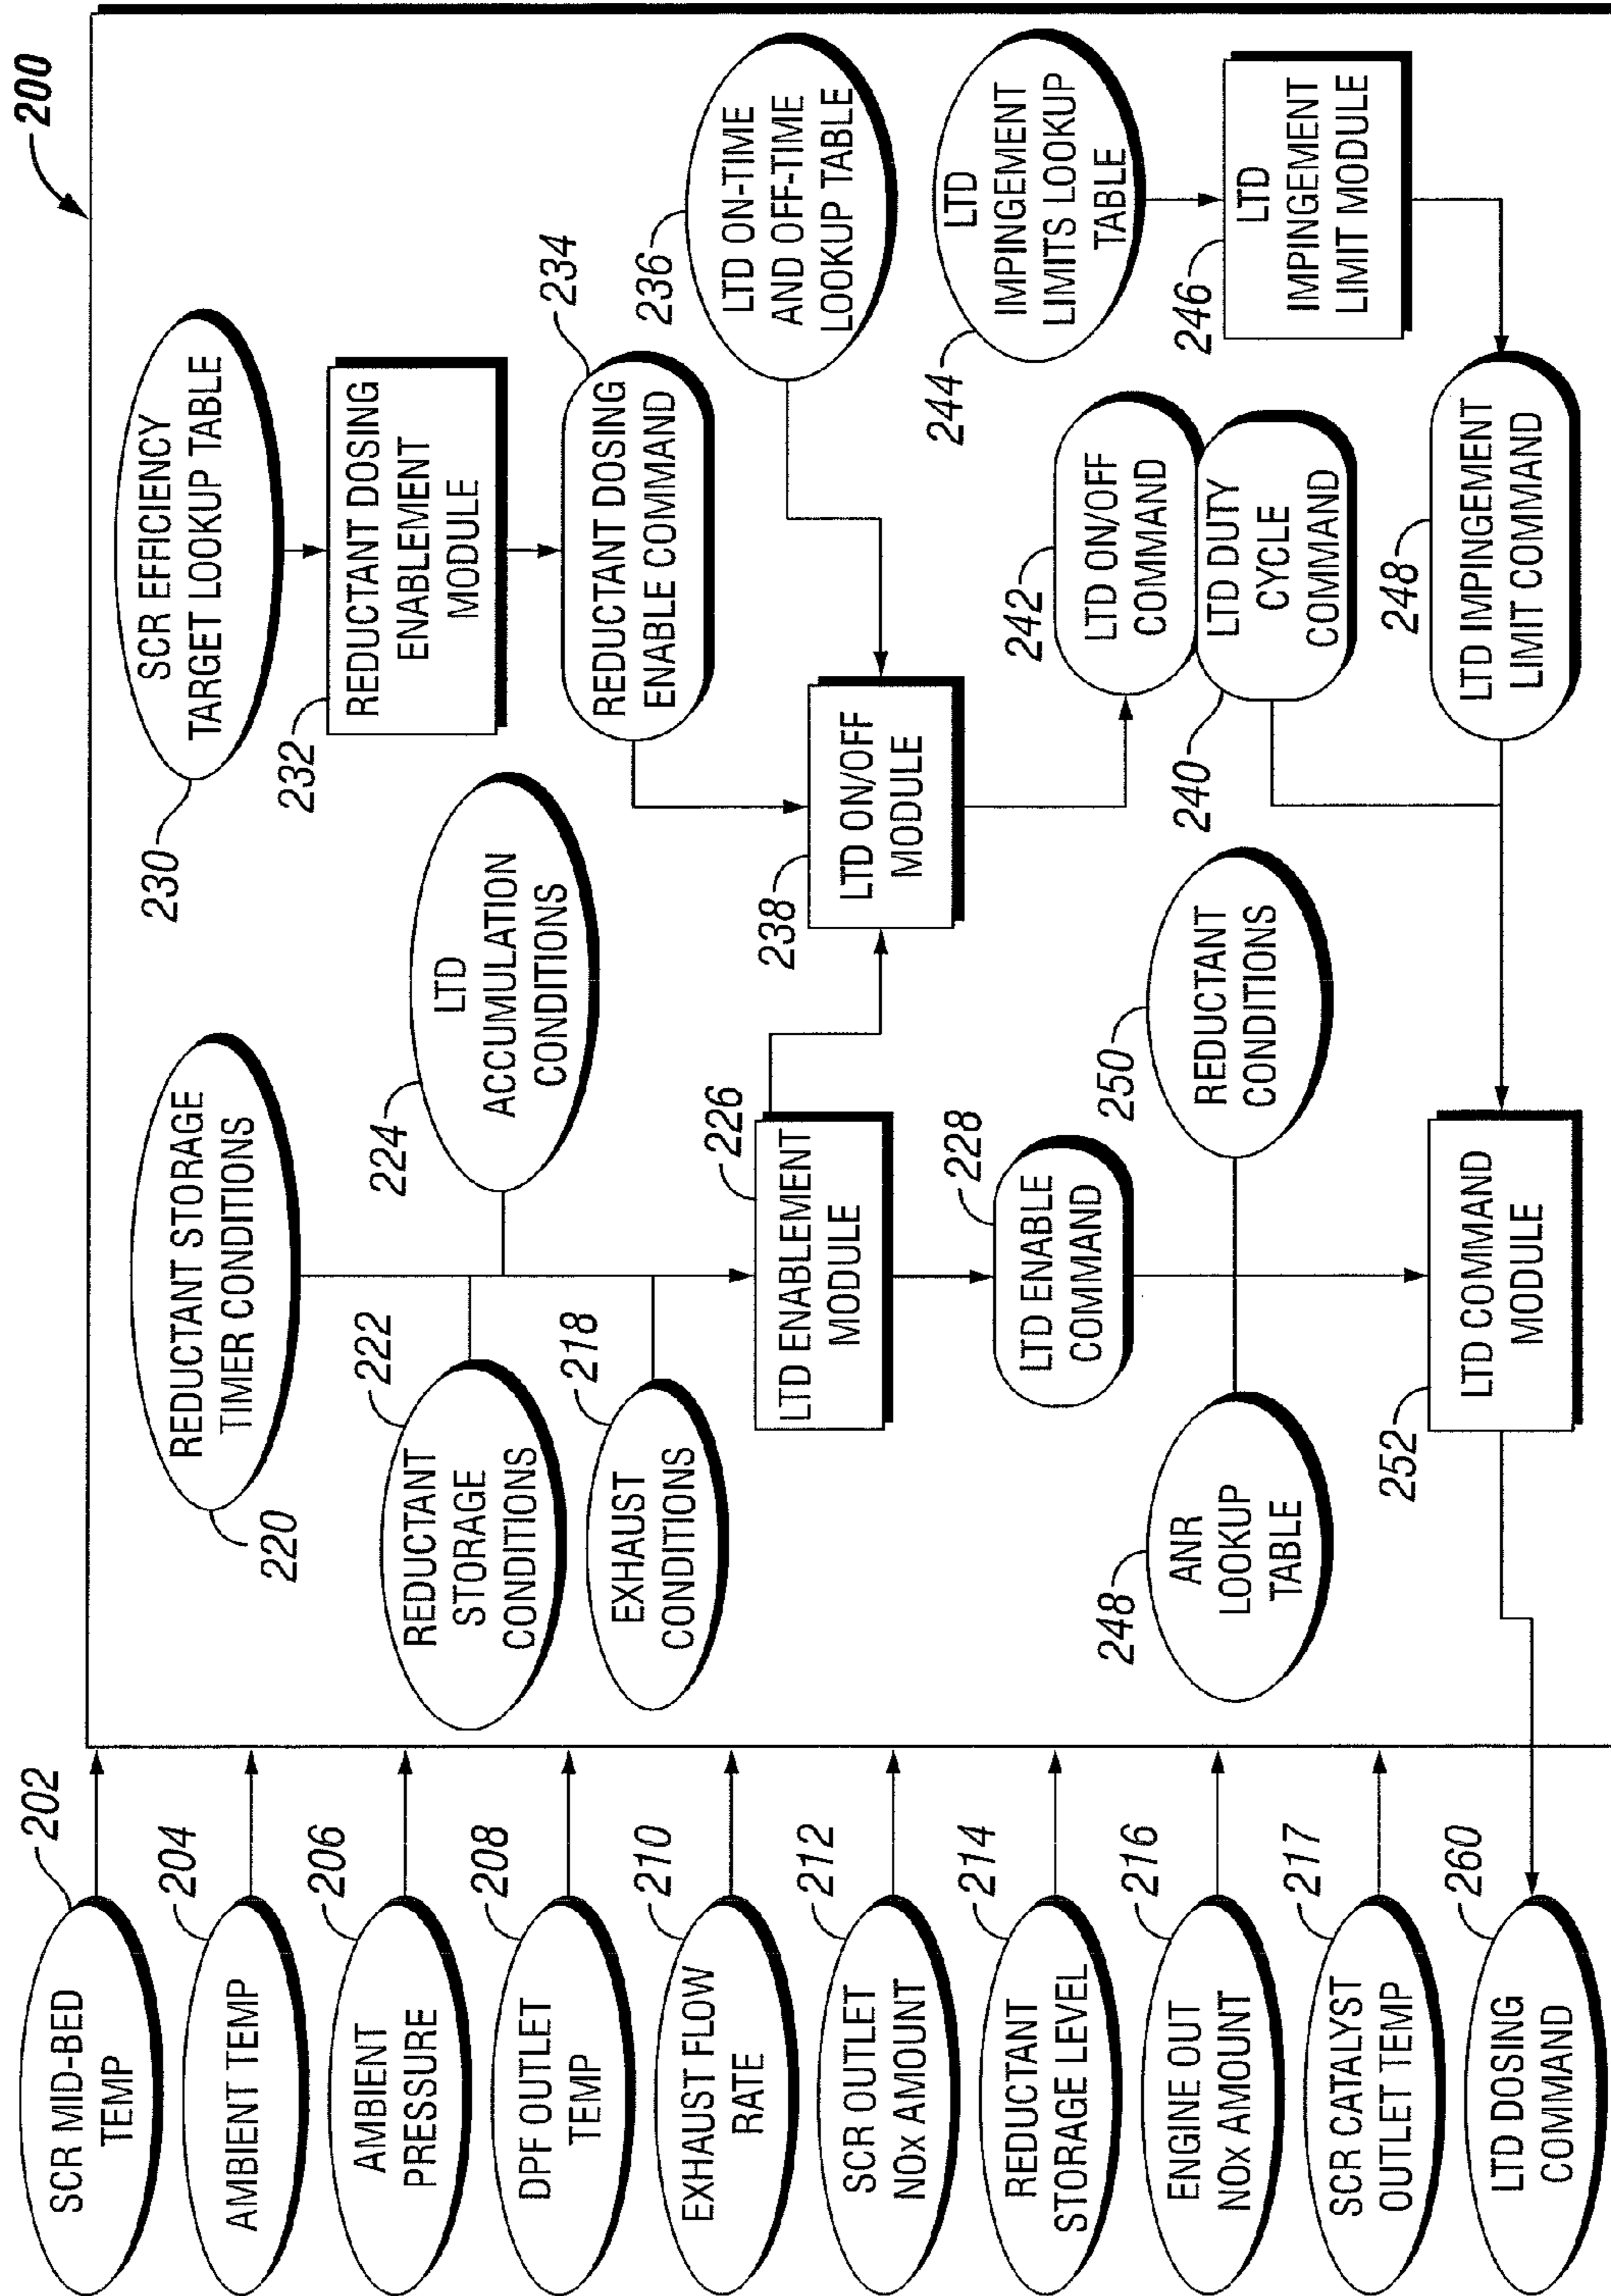 200
SCR MID-BED
TEMP
202
AMBIENT TEMP
204
AMBIENT
PRESSURE
206
DPF OUTLET
TEMP
208
EXHAUST FLOW
RATE
210
SCR OUTLET
NOx AMOUNT
212
REDUCTANT
STORAGE LEVEL
214
ENGINE OUT
NOx AMOUNT
216
SCR CATALYST
OUTLET TEMP
217
LTD DOSING
COMMAND
260
REDUCTANT STORAGE
TIMER CONDITIONS
220
REDUCTANT
STORAGE
CONDITIONS
222
EXHAUST
CONDITIONS
218
LTD
ACCUMULATION
CONDITIONS
224
LTD ENABLEMENT
MODULE
226
LTD ENABLE
COMMAND
228
ANR
LOOKUP
TABLE
248
REDUCTANT
CONDITIONS
250
LTD COMMAND
MODULE
252
SCR EFFICIENCY
TARGET LOOKUP TABLE
230
REDUCTANT DOSING
ENABLEMENT
MODULE
232
REDUCTANT DOSING
ENABLE COMMAND
234
LTD ON-TIME
AND OFF-TIME
LOOKUP TABLE
236
LTD ON/OFF
MODULE
238
LTD ON/OFF
COMMAND
242
LTD DUTY
CYCLE
COMMAND
240
LTD
IMPINGEMENT
LIMITS LOOKUP
TABLE
244
LTD
IMPINGEMENT
LIMIT MODULE
246
LTD IMPINGEMENT
LIMIT COMMAND
248